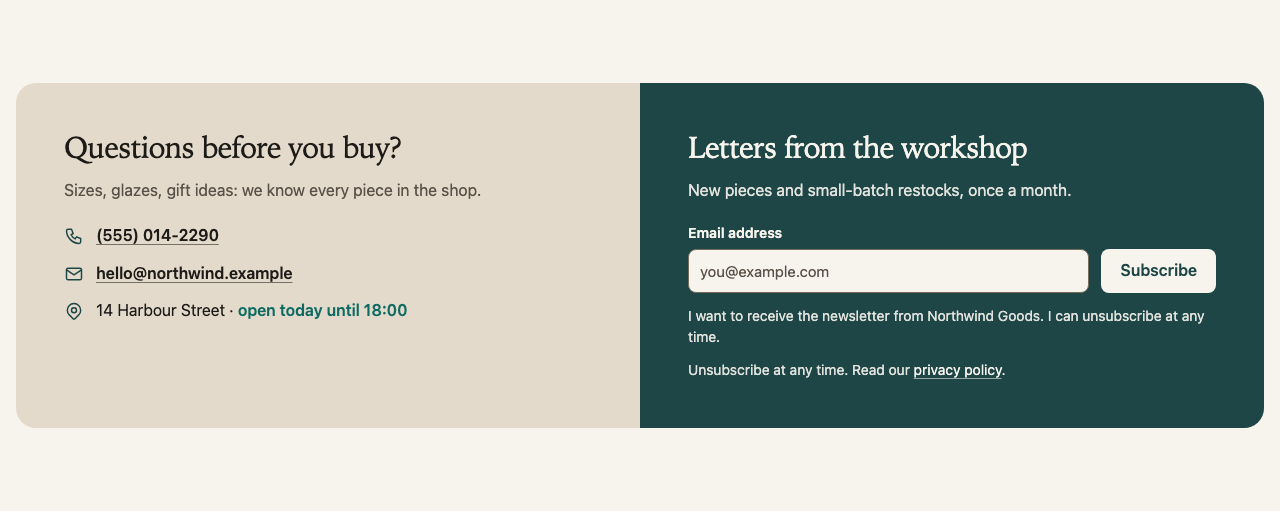 Questions before you buy?
Sizes, glazes, gift ideas: we know every piece in the shop.
(555) 014-2290
hello@northwind.example
14 Harbour Street · open today until 18:00
Letters from the workshop
New pieces and small-batch restocks, once a month.
Email address
you@example.com
Subscribe
I want to receive the newsletter from Northwind Goods. I can unsubscribe at any
time.
Unsubscribe at any time. Read our privacy policy.